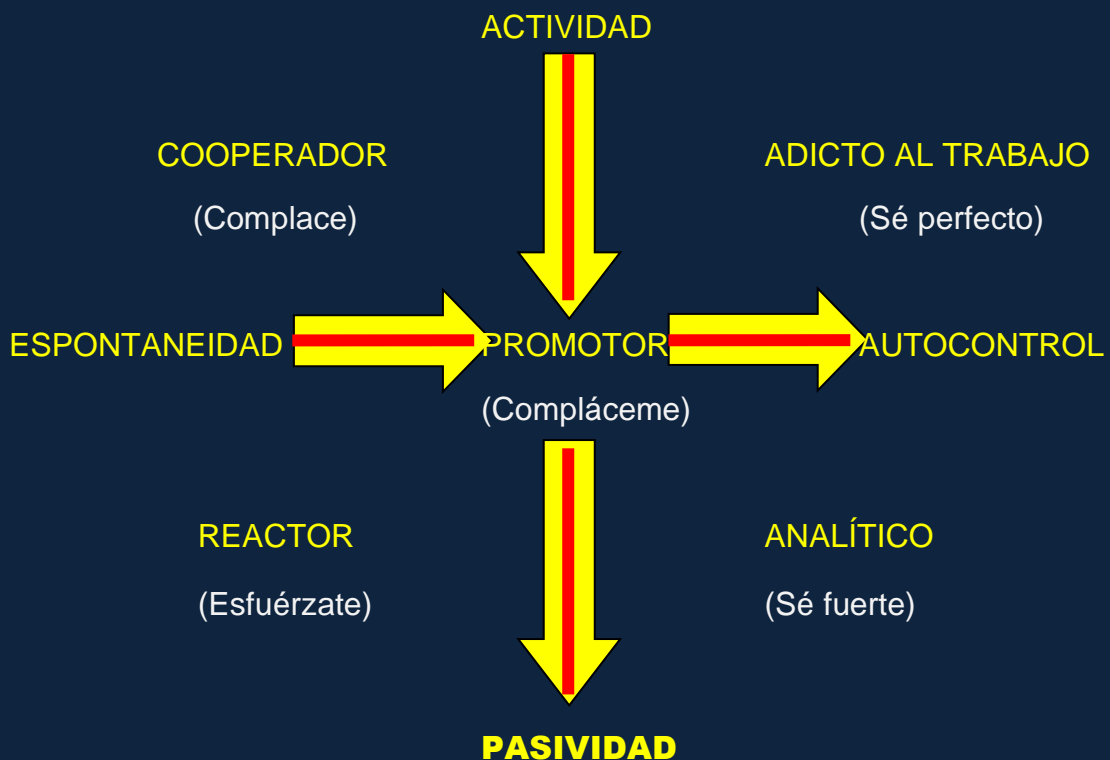 ACTIVIDAD
COOPERADOR
ADICTO AL TRABAJO
(Complace)
(Sé perfecto)
ESPONTANEIDAD
PROMOTOR
AUTOCONTROL
(Compláceme)
REACTOR
ANALÍTICO
(Esfuérzate)
(Sé fuerte)
PASIVIDAD